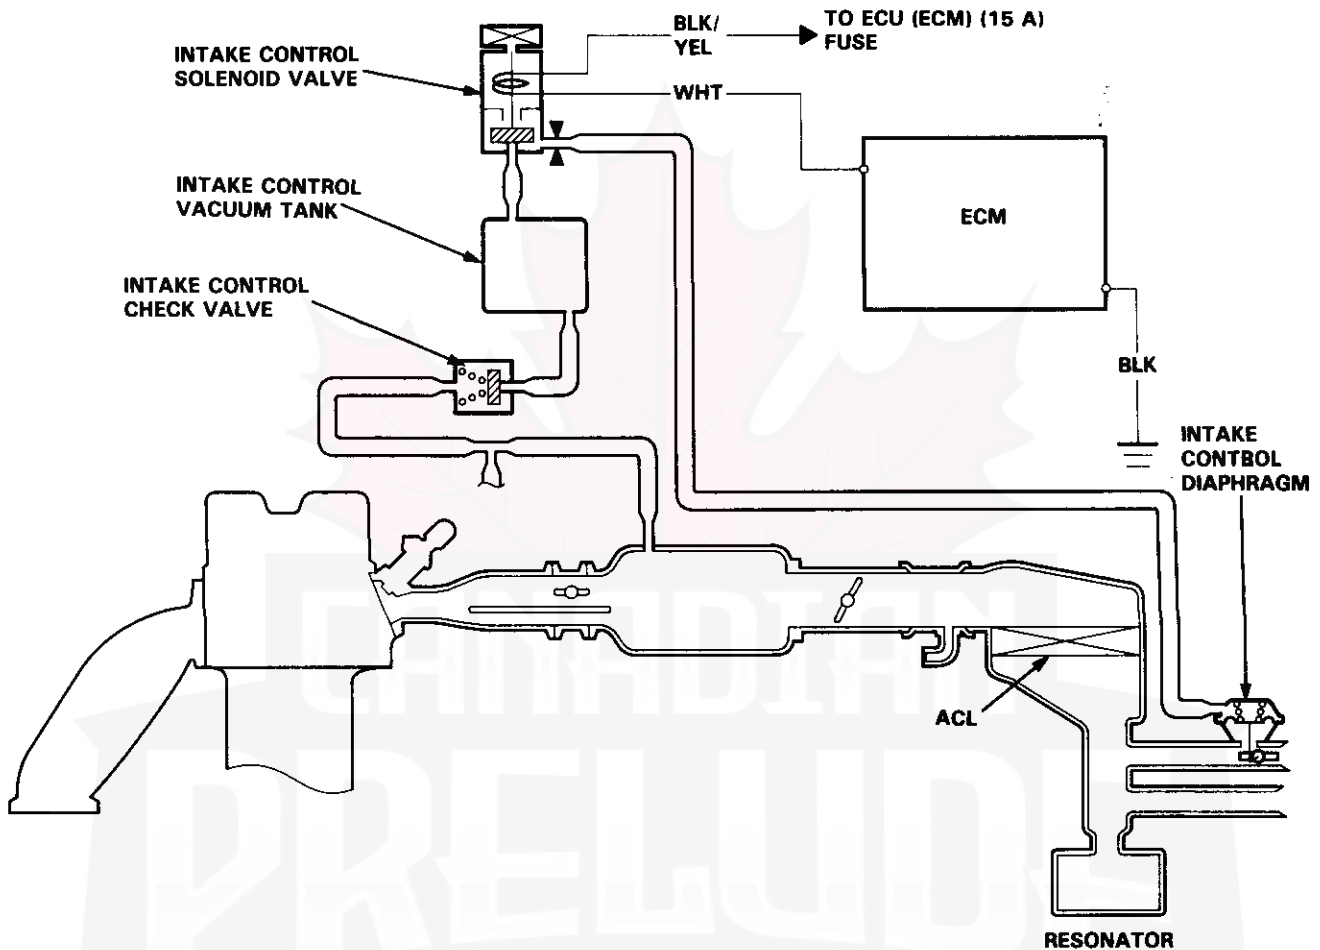 BLK/
YEL
TO ECU (ECM) (15 A)
FUSE
INTAKE CONTROL
SOLENOID VALVE
WHT
INTAKE CONTROL
VACUUM TANK
ECM
INTAKE CONTROL
CHECK VALVE
BLK
INTAKE
CONTBOL
DIAPHRAGM
ACL
RESONATOR
CANADIAN
PRELUDE